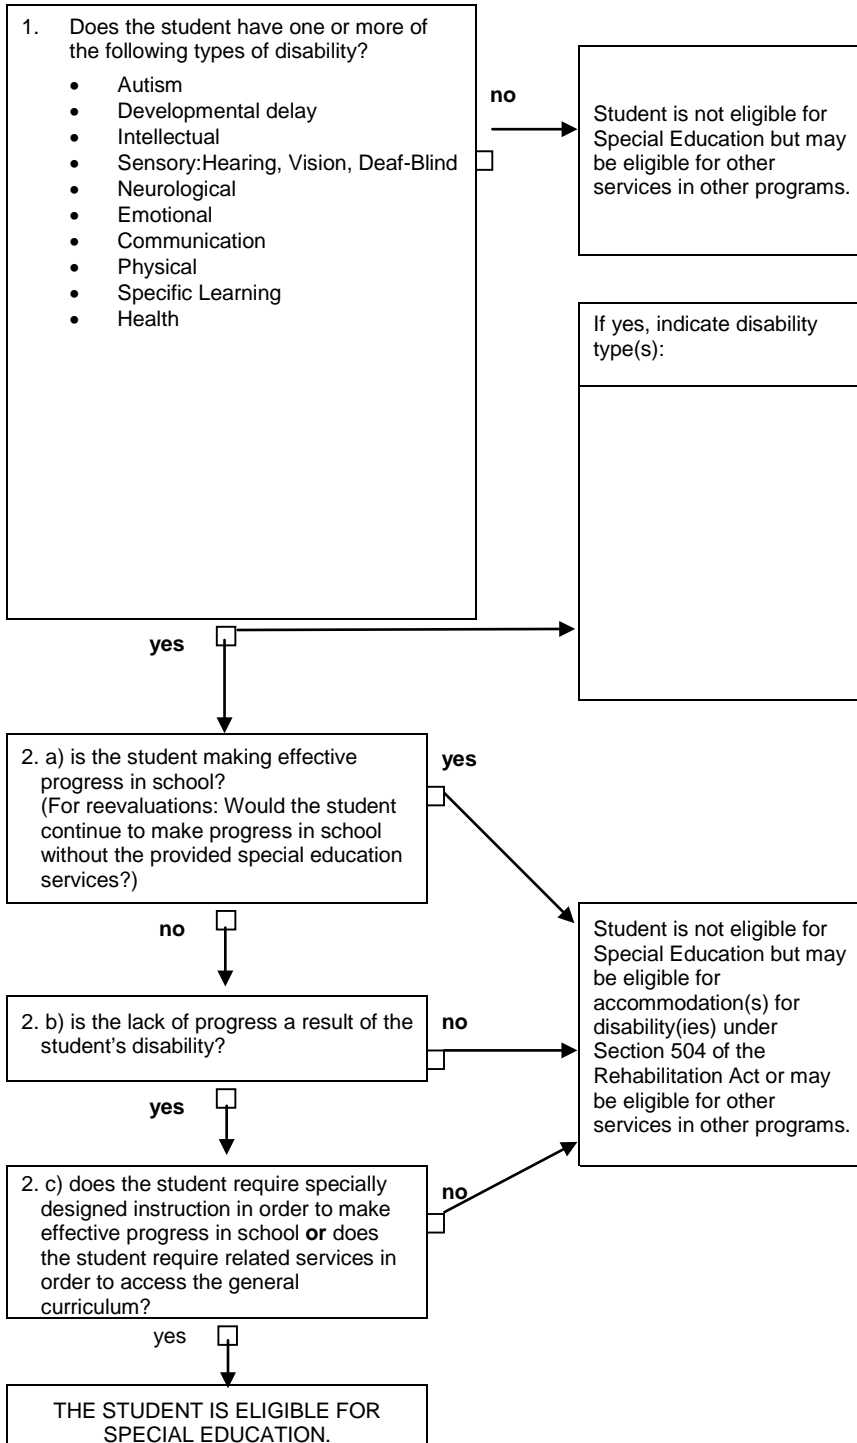 1. Does the student have one or more of
the following types of disability?
• Autism
• Developmental delay
• Intellectual
• Sensory:Hearing, Vision, Deaf-Blind
• Neurological
• Emotional
• Communication
• Physical
• Specific Learning
• Health
no
Student is not eligible for
Special Education but may
be eligible for other
services in other programs.
If yes, indicate disability
type(s):
yes
2. a) is the student making effective
progress in school?
(For reevaluations: Would the student
continue to make progress in school
without the provided special education
services?)
yes
no
Student is not eligible for
Special Education but may
be eligible for
accommodation(s) for
disability(ies) under
Section 504 of the
Rehabilitation Act or may
be eligible for other
services in other programs.
2. b) is the lack of progress a result of the
student’s disability?
no
yes
2. c) does the student require specially
designed instruction in order to make
effective progress in school or does
the student require related services in
order to access the general
curriculum?
no
yes
THE STUDENT IS ELIGIBLE FOR
SPECIAL EDUCATION.